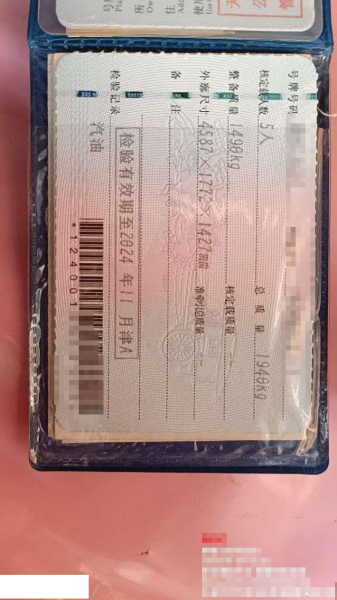 号牌号码
核定载人数 5人 总质量 1940kg
整备质量 1490kg 核定载质量 --
外廓尺寸 4587×1772×1427mm 准牵引总质量 --
备注
检验记录 检验有效期至2024年11月津A
汽油
*124001